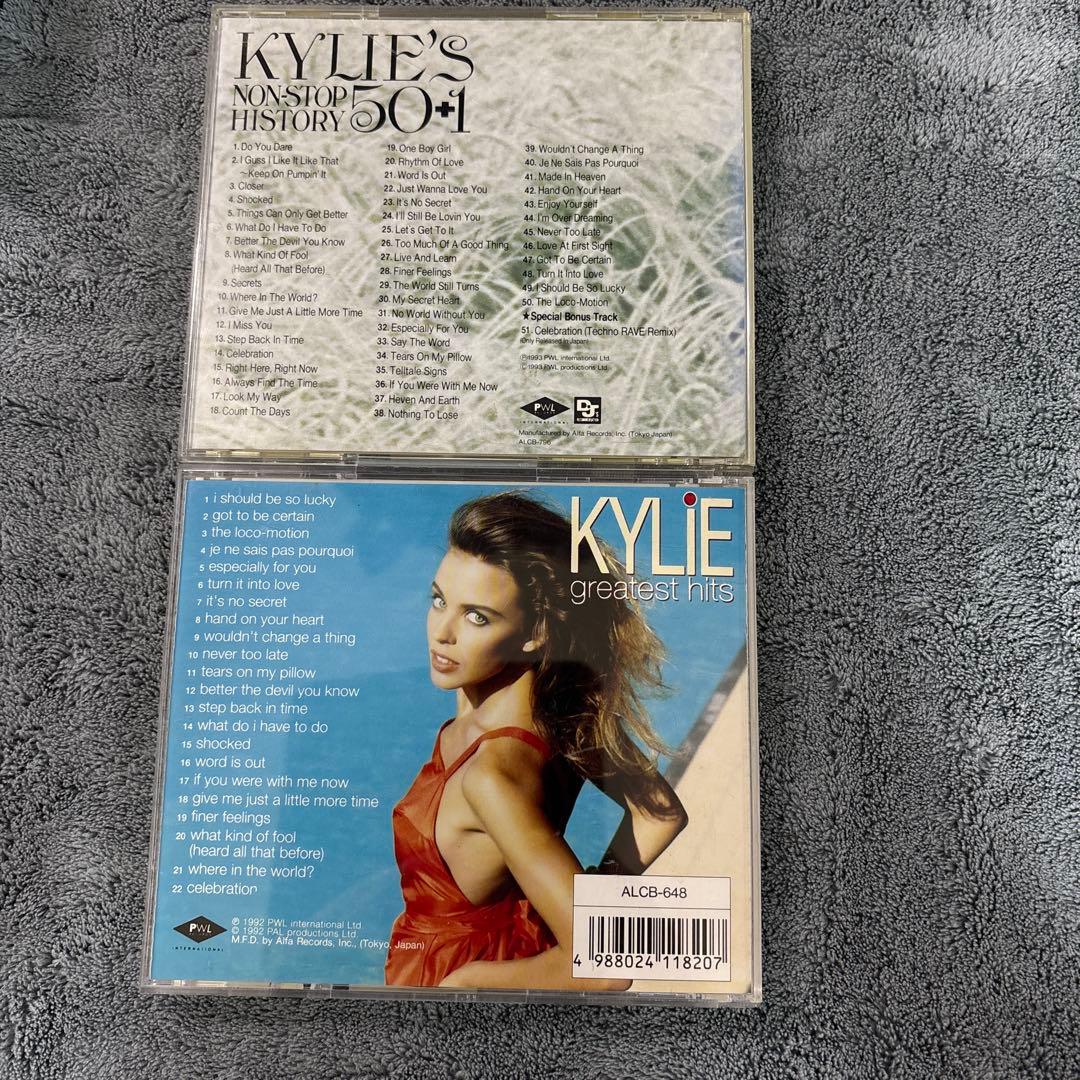 KYLIE'S
NON-STOP
HISTORY 50+1
1. Do You Dare
2. I Guss I Like It Like That
~Keep On Pumpin' It
3. Closer
4. Shocked
5. Things Can Only Get Better
6. What Do I Have To Do
7. Better The Devil You Know
8. What Kind Of Fool
(Heard All That Before)
9. Secrets
10. Where In The World?
11. Give Me Just A Little More Time
12. I Miss You
13. Step Back In Time
14. Celebration
15. Right Here, Right Now
16. Always Find The Time
17. Look My Way
18. Count The Days
19. One Boy Girl
20. Rhythm Of Love
21. Word Is Out
22. Just Wanna Love You
23. It's No Secret
24. I'll Still Be Lovin You
25. Let's Get To It
26. Too Much Of A Good Thing
27. Live And Learn
28. Finer Feelings
29. The World Still Turns
30. My Secret Heart
31. No World Without You
32. Especially For You
33. Say The Word
34. Tears On My Pillow
35. Telltale Signs
36. If You Were With Me Now
37. Heven And Earth
38. Nothing To Lose
39. Wouldn't Change A Thing
40. Je Ne Sais Pas Pourquoi
41. Made In Heaven
42. Hand On Your Heart
43. Enjoy Yourself
44. I'm Over Dreaming
45. Never Too Late
46. Love At First Sight
47. Got To Be Certain
48. Turn It Into Love
49. I Should Be So Lucky
50. The Loco-Motion
★Special Bonus Track
51. Celebration (Techno RAVE Remix)
(Only Released In Japan)
℗1993 PWL international Ltd.
©1993 PWL productions Ltd.
PWL
INTERNATIONAL
DJ
Manufactured by Alfa Records, Inc. (Tokyo Japan)
ALCB-796
KYLiE
greatest hits
1 i should be so lucky
2 got to be certain
3 the loco-motion
4 je ne sais pas pourquoi
5 especially for you
6 turn it into love
7 it's no secret
8 hand on your heart
9 wouldn't change a thing
10 never too late
11 tears on my pillow
12 better the devil you know
13 step back in time
14 what do i have to do
15 shocked
16 word is out
17 if you were with me now
18 give me just a little more time
19 finer feelings
20 what kind of fool
(heard all that before)
21 where in the world?
22 celebration
PWL
INTERNATIONAL
℗ 1992 PWL international Ltd.
© 1992 PAL productions Ltd.
M.F.D. by Alfa Records, Inc., (Tokyo, Japan)
ALCB-648
4 988024 118207